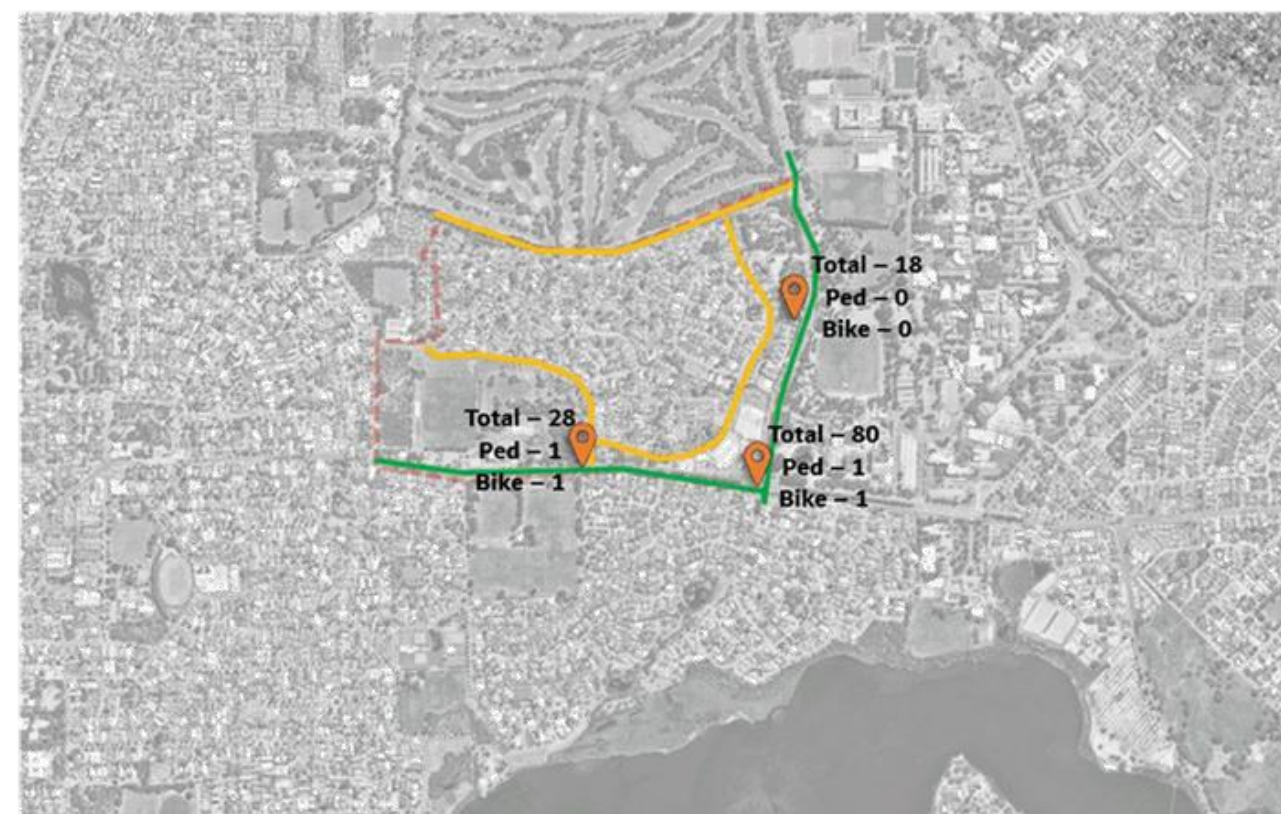 Total – 18
Ped – 0
Bike – 0
Total – 28
Ped – 1
Bike – 1
Total – 80
Ped – 1
Bike – 1